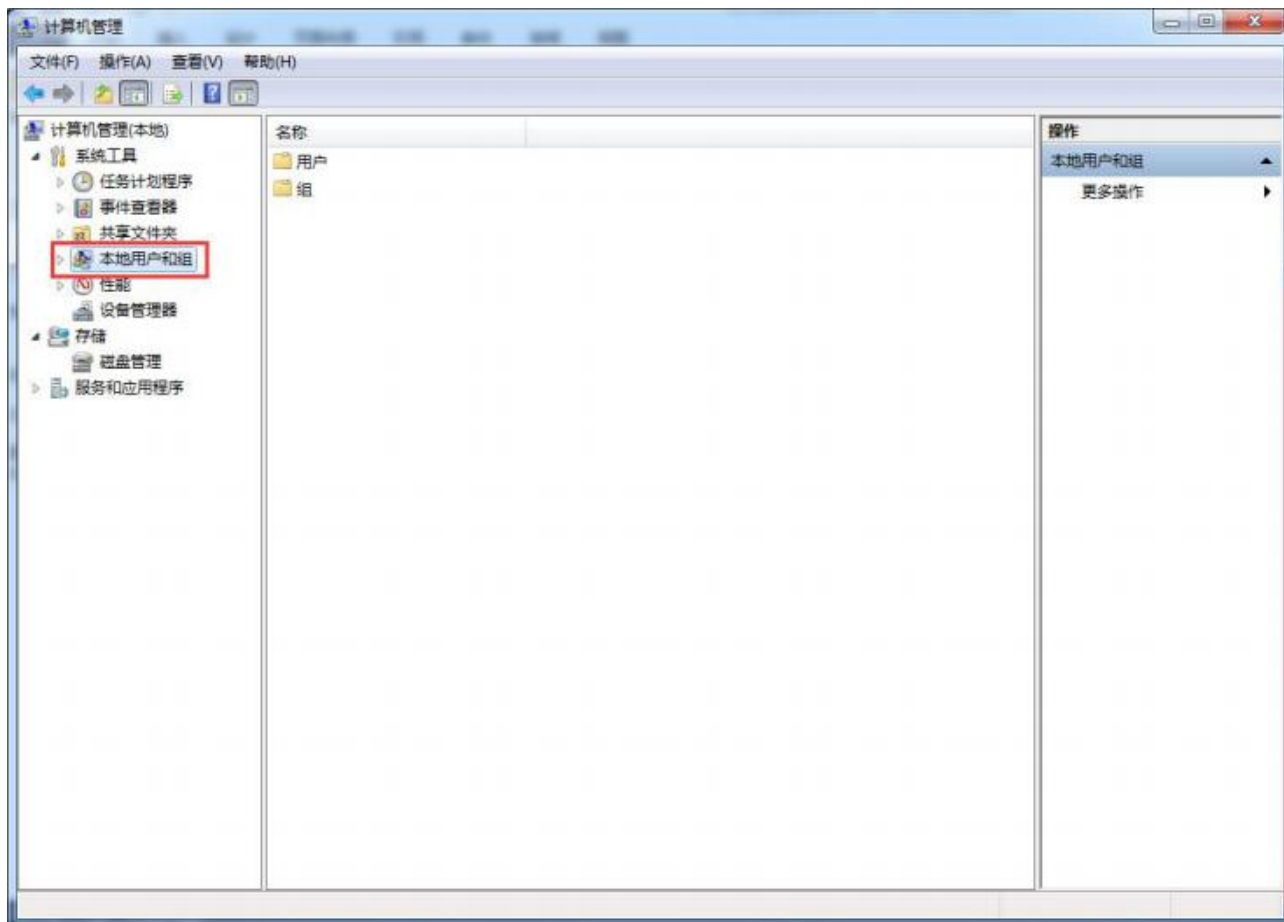 计算机管理
文件(F) 操作(A) 查看(V) 帮助(H)
计算机管理(本地)
系统工具
任务计划程序
事件查看器
共享文件夹
本地用户和组
性能
设备管理器
存储
磁盘管理
服务和应用程序
名称
用户
组
操作
本地用户和组
更多操作